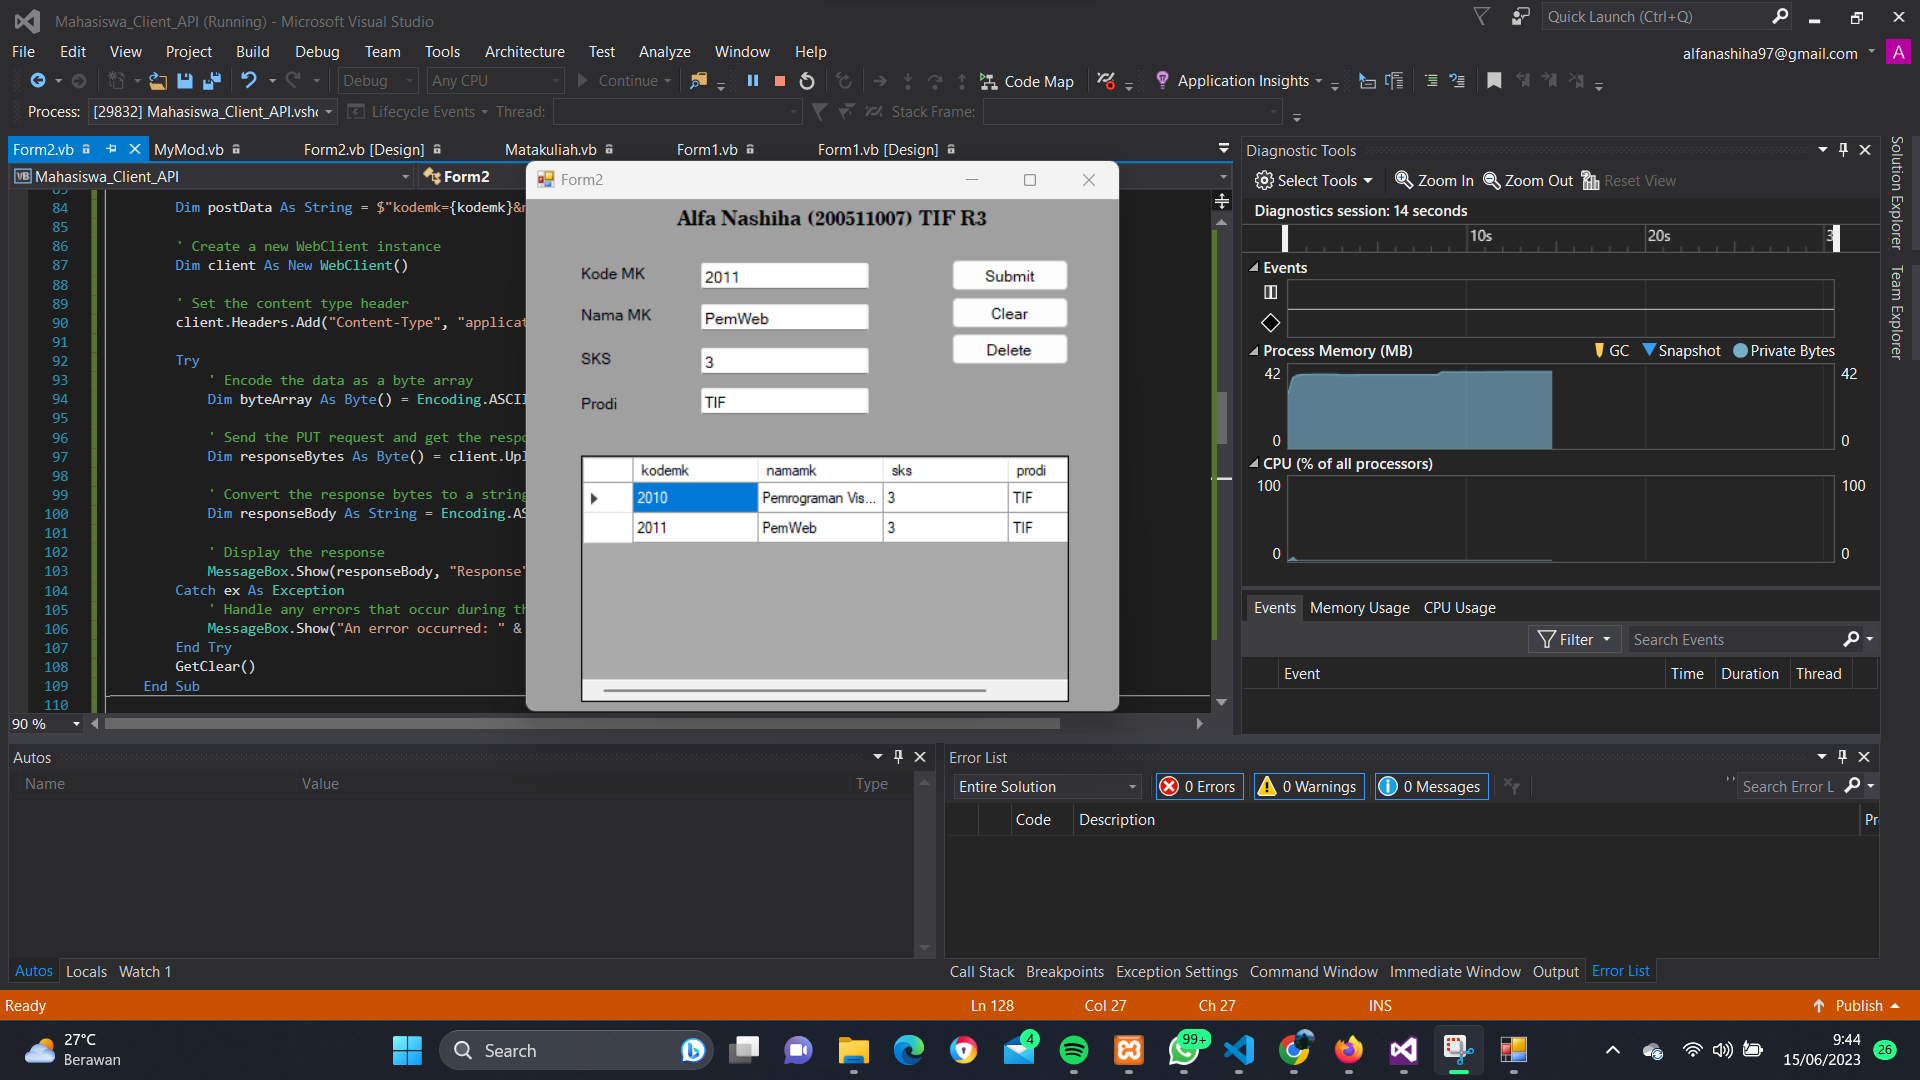 Mahasiswa_Client_API (Running) - Microsoft Visual Studio
Quick Launch (Ctrl+Q)
File Edit View Project Build Debug Team Tools Architecture Test Analyze Window Help
alfanashiha97@gmail.com A
Debug Any CPU Continue Code Map Application Insights
Process: [29832] Mahasiswa_Client_API.vshc Lifecycle Events Thread: Stack Frame:
Form2.vb MyMod.vb Form2.vb [Design] Matakuliah.vb Form1.vb Form1.vb [Design]
VB Mahasiswa_Client_API Form2
84 Dim postData As String = $"kodemk={kodemk}&n
85
86 ' Create a new WebClient instance
87 Dim client As New WebClient()
88
89 ' Set the content type header
90 client.Headers.Add("Content-Type", "applicat
91
92 Try
93 ' Encode the data as a byte array
94 Dim byteArray As Byte() = Encoding.ASCII
95
96 ' Send the PUT request and get the respo
97 Dim responseBytes As Byte() = client.Upl
98
99 ' Convert the response bytes to a string
100 Dim responseBody As String = Encoding.AS
101
102 ' Display the response
103 MessageBox.Show(responseBody, "Response"
104 Catch ex As Exception
105 ' Handle any errors that occur during th
106 MessageBox.Show("An error occurred: " &
107 End Try
108 GetClear()
109 End Sub
110
90 %
Form2
Alfa Nashiha (200511007) TIF R3
Kode MK 2011 Submit
Nama MK PemWeb Clear
SKS 3 Delete
Prodi TIF
kodemk namamk sks prodi
2010 Pemrograman Vis... 3 TIF
2011 PemWeb 3 TIF
Diagnostic Tools
Select Tools Zoom In Zoom Out Reset View
Diagnostics session: 14 seconds
10s 20s 3
Events
Process Memory (MB) GC Snapshot Private Bytes
42 42
0 0
CPU (% of all processors)
100 100
0 0
Events Memory Usage CPU Usage
Filter Search Events
Event Time Duration Thread
Solution Explorer
Team Explorer
Autos
Name Value Type
Autos Locals Watch 1
Error List
Entire Solution 0 Errors 0 Warnings 0 Messages Search Error L
Code Description Pr
Call Stack Breakpoints Exception Settings Command Window Immediate Window Output Error List
Ready Ln 128 Col 27 Ch 27 INS Publish
27°C
Berawan
Search
4
99+
9:44
15/06/2023
26